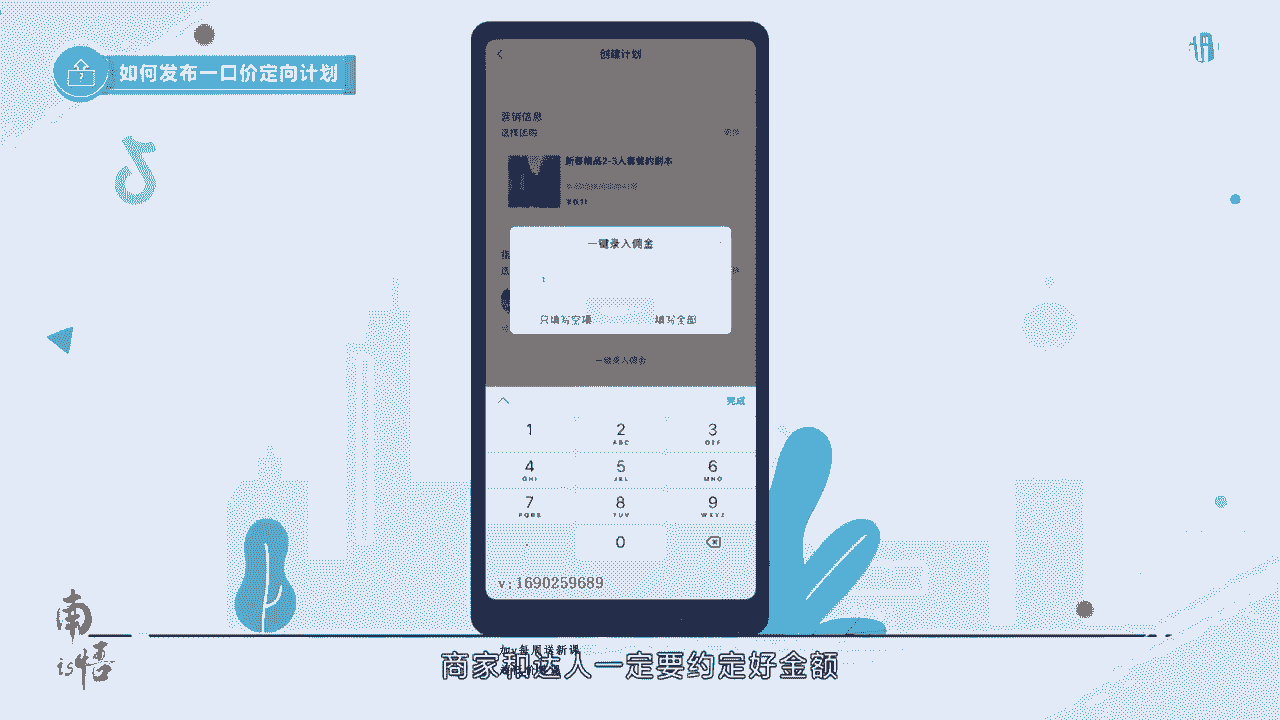 如何发布一口价定向计划
创建计划
营销信息
选择团购
新春精品2-3人套餐的副本
一键录入佣金
只填写空项
填写全部
一键录入佣金
完成
1
2
ABC
3
DEF
4
GHI
5
JKL
6
MNO
7
PQRS
8
TUV
9
WXYZ
0
v:1690259689
南
is悟
加v每周送新课
商家和达人一定要约定好金额